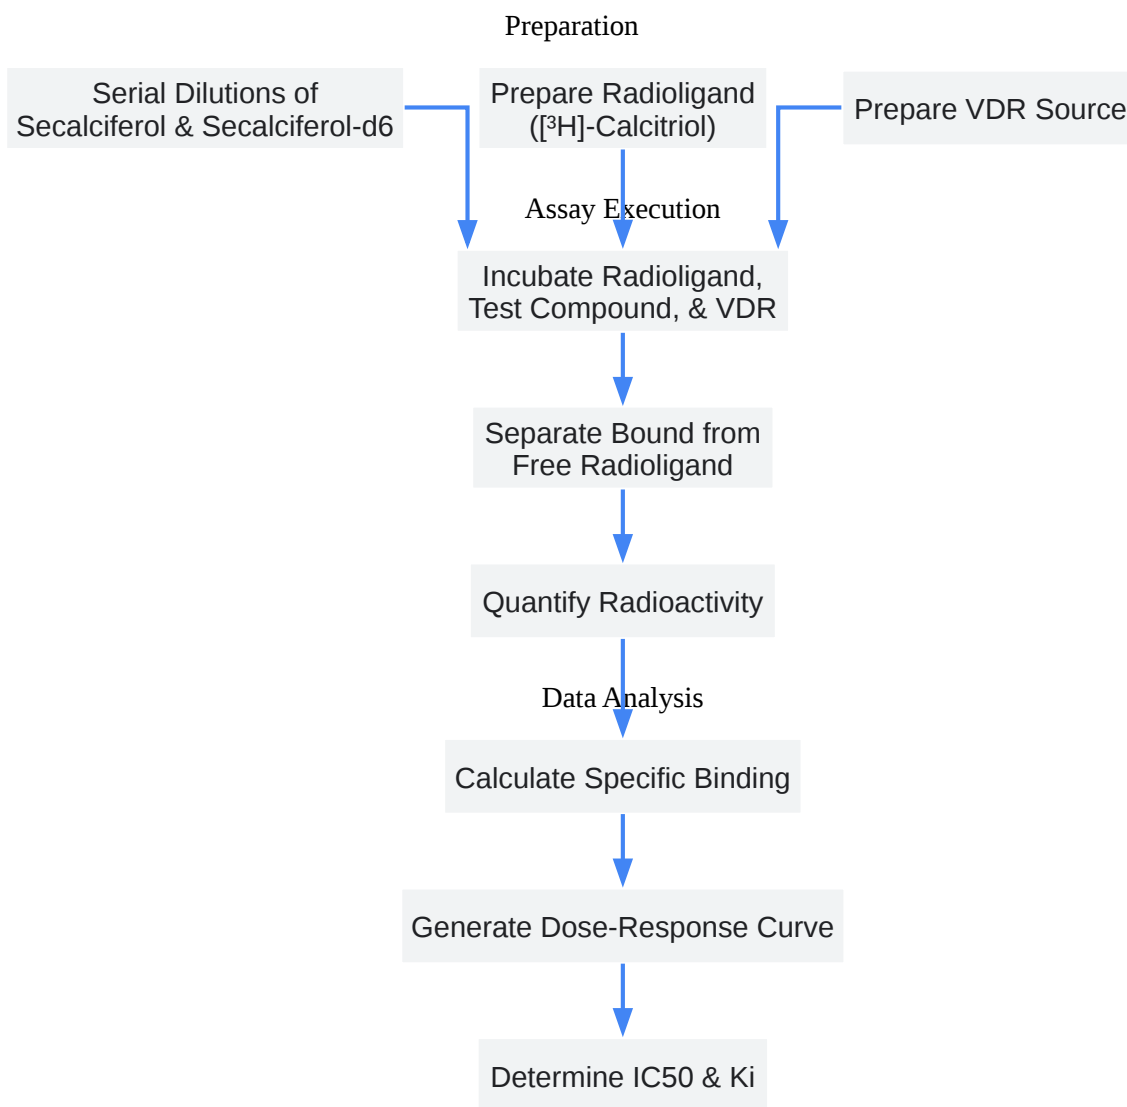 Preparation
Serial Dilutions of
Secalciferol & Secalciferol-d6
Prepare Radioligand
([³H]-Calcitriol)
Prepare VDR Source
Assay Execution
Incubate Radioligand,
Test Compound, & VDR
Separate Bound from
Free Radioligand
Quantify Radioactivity
Data Analysis
Calculate Specific Binding
Generate Dose-Response Curve
Determine IC50 & Ki